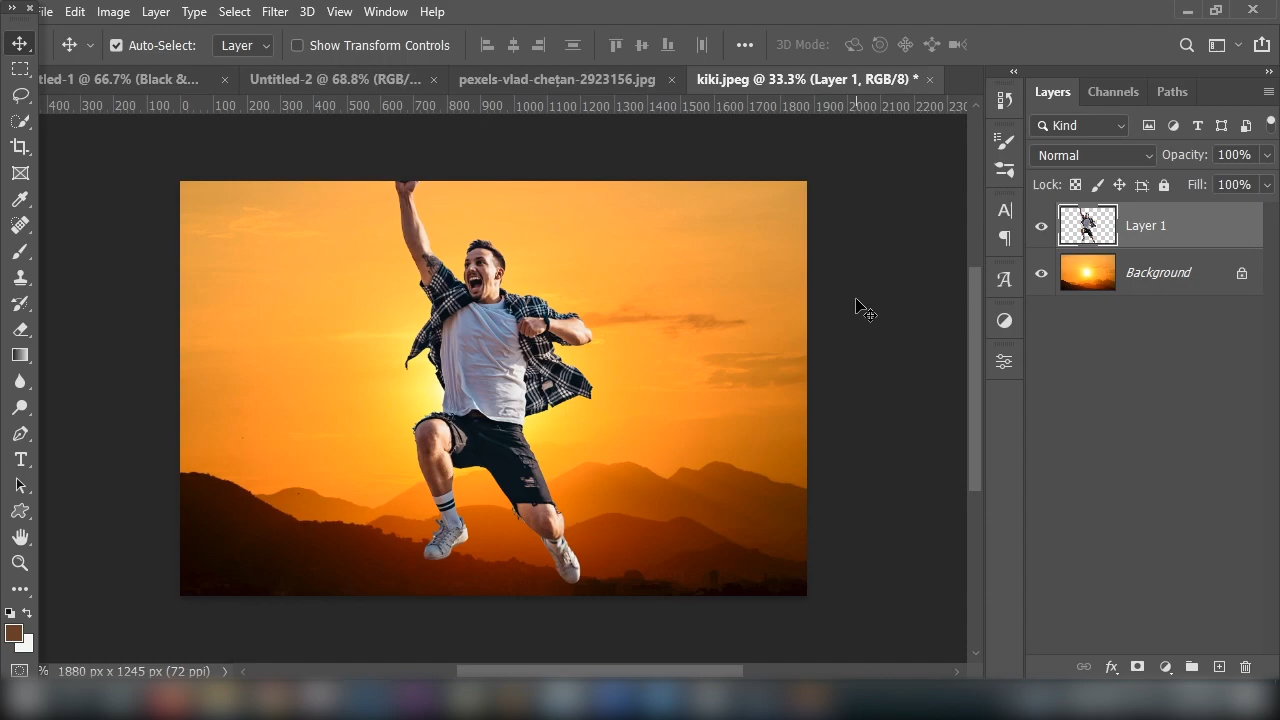 File Edit Image Layer Type Select Filter 3D View Window Help
Auto-Select: Layer Show Transform Controls 3D Mode:
tled-1 @ 66.7% (Black &... × Untitled-2 @ 68.8% (RGB/... × pexels-vlad-chețan-2923156.jpg × kiki.jpeg @ 33.3% (Layer 1, RGB/8) * ×
400 300 200 100 0 100 200 300 400 500 600 700 800 900 1000 1100 1200 1300 1400 1500 1600 1700 1800 1900 2000 2100 2200 230
Layers Channels Paths
Kind
Normal Opacity: 100%
Lock: Fill: 100%
Layer 1
Background
% 1880 px x 1245 px (72 ppi)
fx